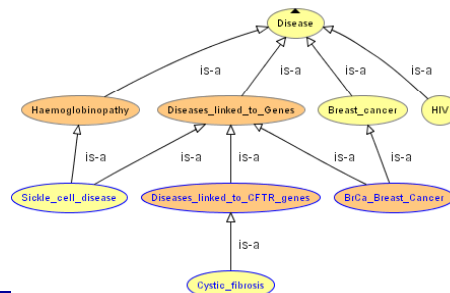 Disease
is-a is-a is-a is-a
Haemoglobinopathy Diseases_linked_to_Genes Breast_cancer HIV
is-a is-a is-a is-a is-a
Sickle_cell_disease Diseases_linked_to_CFTR_genes BrCa_Breast_Cancer
is-a
Cystic_fibrosis